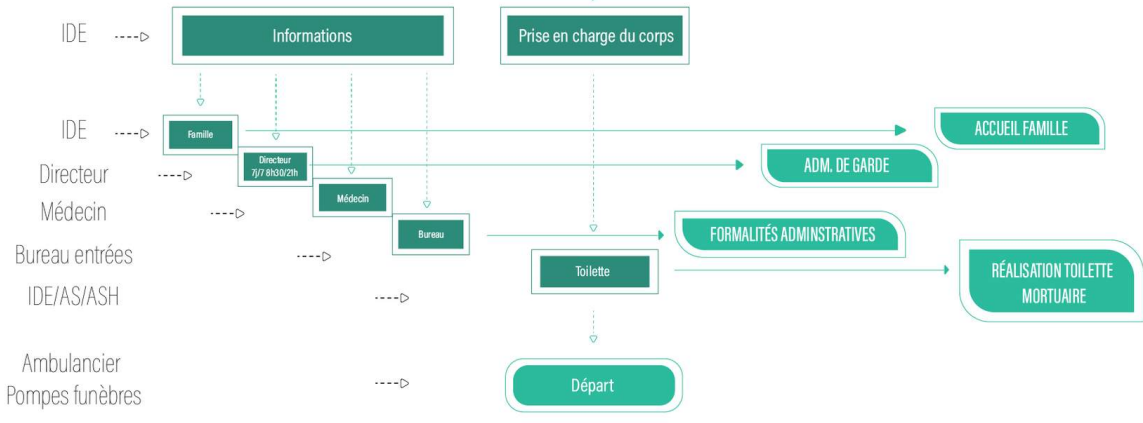 IDE
Informations
Prise en charge du corps
IDE
Famille
ACCUEIL FAMILLE
Directeur
Directeur
7j/7 8h30/21h
ADM. DE GARDE
Médecin
Médecin
Bureau
FORMALITÉS ADMINSTRATIVES
Bureau entrées
Toilette
RÉALISATION TOILETTE
MORTUAIRE
IDE/AS/ASH
Ambulancier
Pompes funèbres
Départ